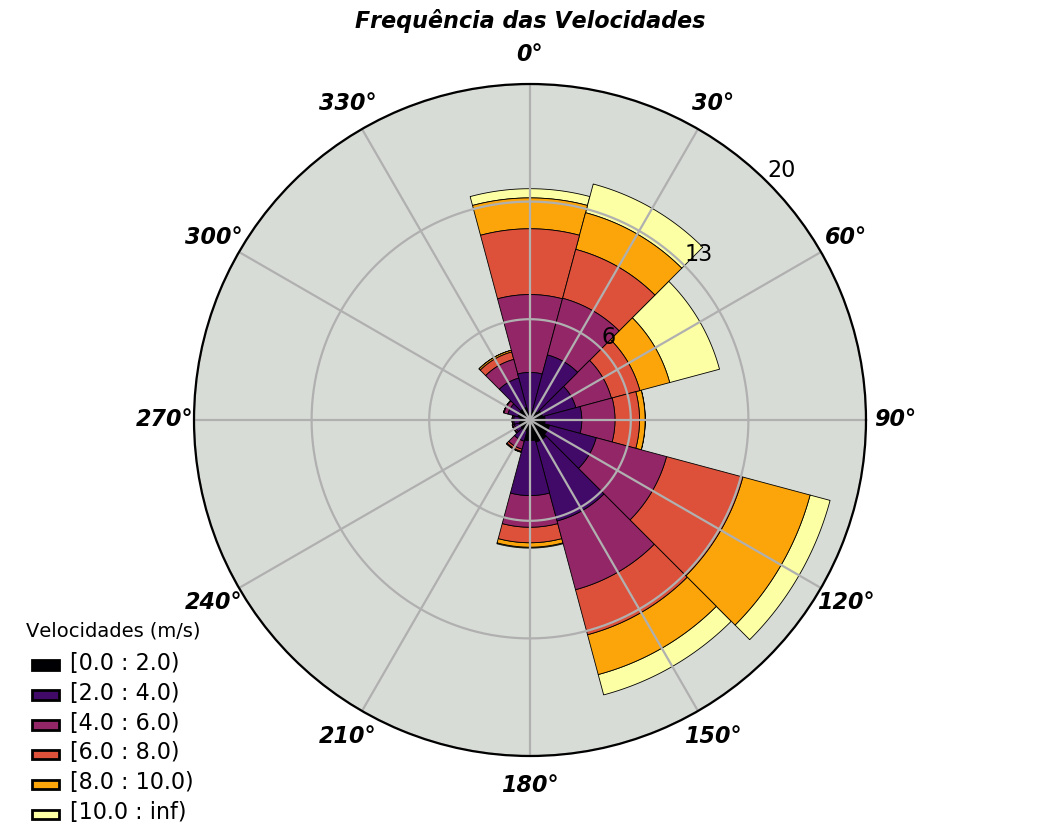 Frequência das Velocidades
0°
330°
30°
20
300°
60°
13
6
270°
90°
240°
120°
210°
150°
180°
Velocidades (m/s)
[0.0 : 2.0)
[2.0 : 4.0)
[4.0 : 6.0)
[6.0 : 8.0)
[8.0 : 10.0)
[10.0 : inf)